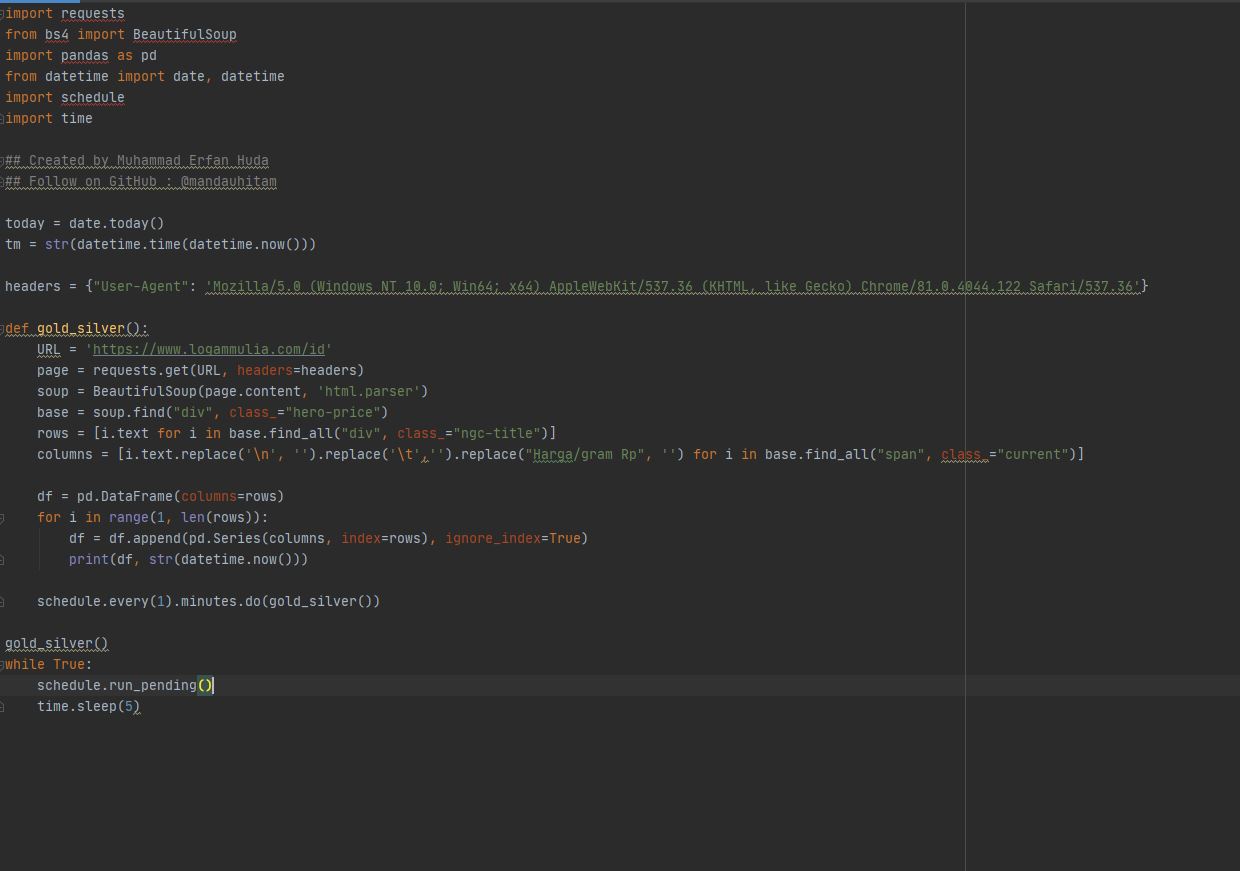 import requests
from bs4 import BeautifulSoup
import pandas as pd
from datetime import date, datetime
import schedule
import time
## Created by Muhammad Erfan Huda
## Follow on GitHub : @mandauhitam
today = date.today()
tm = str(datetime.time(datetime.now()))
headers = {"User-Agent": 'Mozilla/5.0 (Windows NT 10.0; Win64; x64) AppleWebKit/537.36 (KHTML, like Gecko) Chrome/81.0.4044.122 Safari/537.36'}
def gold_silver():
    URL = 'https://www.logammulia.com/id'
    page = requests.get(URL, headers=headers)
    soup = BeautifulSoup(page.content, 'html.parser')
    base = soup.find("div", class_="hero-price")
    rows = [i.text for i in base.find_all("div", class_="ngc-title")]
    columns = [i.text.replace('\n', '').replace('\t','').replace("Harga/gram Rp", '') for i in base.find_all("span", class_="current")]
    df = pd.DataFrame(columns=rows)
    for i in range(1, len(rows)):
        df = df.append(pd.Series(columns, index=rows), ignore_index=True)
        print(df, str(datetime.now()))
    schedule.every(1).minutes.do(gold_silver())
gold_silver()
while True:
    schedule.run_pending()
    time.sleep(5)